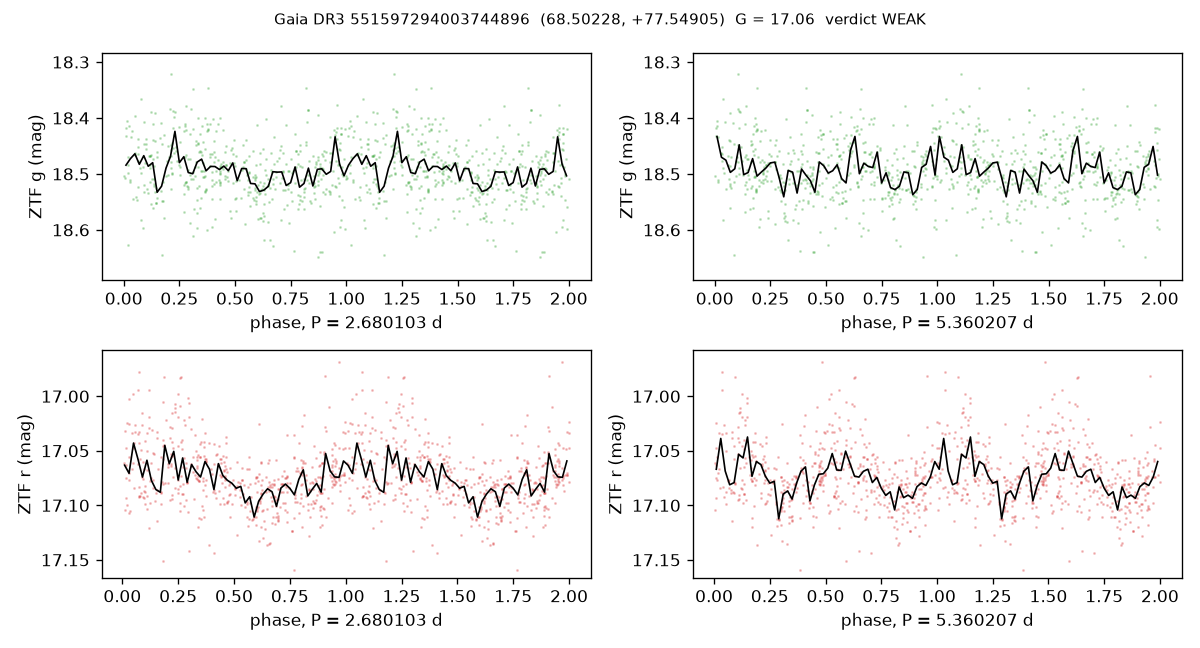 Gaia DR3 551597294003744896  (68.50228, +77.54905)  G = 17.06  verdict WEAK
ZTF g (mag)
18.3
18.4
18.5
18.6
0.00 0.25 0.50 0.75 1.00 1.25 1.50 1.75 2.00
phase, P = 2.680103 d
ZTF g (mag)
18.3
18.4
18.5
18.6
0.00 0.25 0.50 0.75 1.00 1.25 1.50 1.75 2.00
phase, P = 5.360207 d
ZTF r (mag)
17.00
17.05
17.10
17.15
0.00 0.25 0.50 0.75 1.00 1.25 1.50 1.75 2.00
phase, P = 2.680103 d
ZTF r (mag)
17.00
17.05
17.10
17.15
0.00 0.25 0.50 0.75 1.00 1.25 1.50 1.75 2.00
phase, P = 5.360207 d